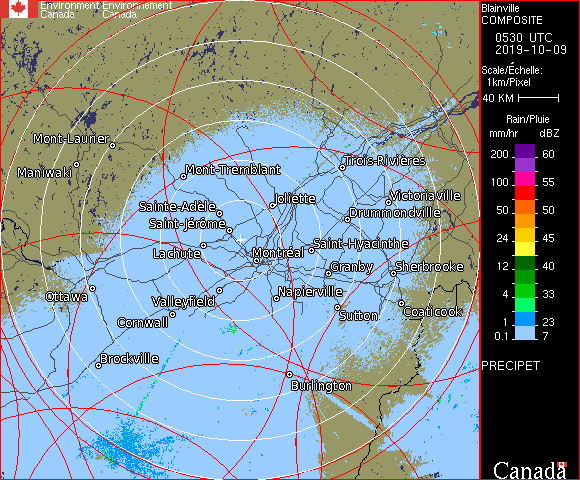 Environment Environnement
Canada Canada
Blainville
COMPOSITE
0530 UTC
2019-10-09
Scale/Échelle:
1km/Pixel
40 KM
Rain/Pluie
mm/hr dBZ
200 60
150 57
100 55
50 50
24 45
12 40
4 33
1 23
0.1 7
PRECIPET
Canada
Mont-Laurier
Maniwaki
Mont-Tremblant
Trois-Rivières
Sainte-Adèle
Joliette
Victoriaville
Saint-Jérôme
Drummondville
Lachute
Montréal
Saint-Hyacinthe
Granby
Sherbrooke
Ottawa
Valleyfield
Napierville
Cornwall
Sutton
Coaticook
Brockville
Burlington